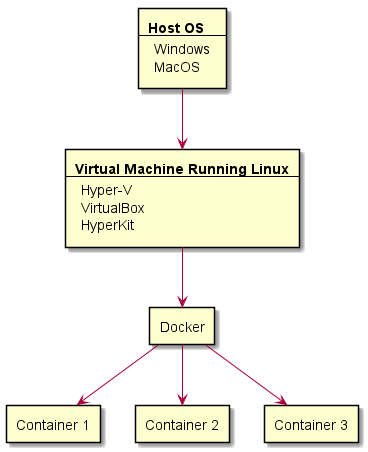 Host OS
Windows
MacOS
Virtual Machine Running Linux
Hyper-V
VirtualBox
HyperKit
Docker
Container 1
Container 2
Container 3